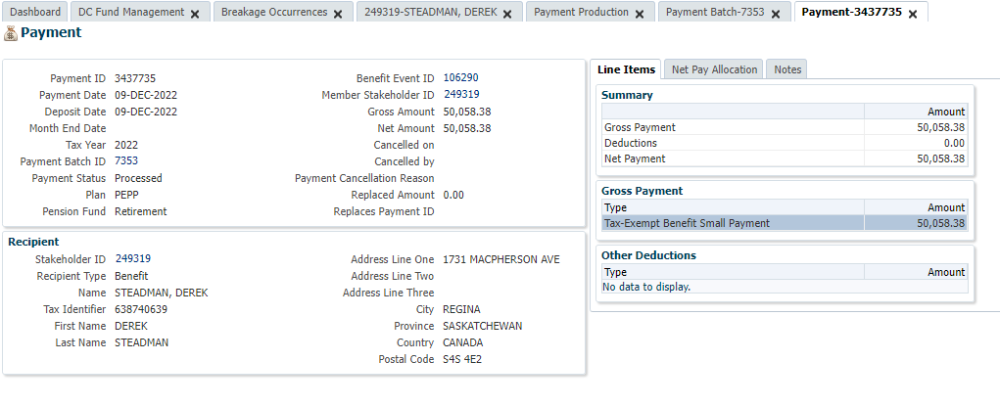 Dashboard DC Fund Management Breakage Occurrences 249319-STEADMAN, DEREK Payment Production Payment Batch-7353 Payment-3437735
Payment
Payment ID 3437735
Payment Date 09-DEC-2022
Deposit Date 09-DEC-2022
Month End Date
Tax Year 2022
Payment Batch ID 7353
Payment Status Processed
Plan PEPP
Pension Fund Retirement
Benefit Event ID 106290
Member Stakeholder ID 249319
Gross Amount 50,058.38
Net Amount 50,058.38
Cancelled on
Cancelled by
Payment Cancellation Reason
Replaced Amount 0.00
Replaces Payment ID
Recipient
Stakeholder ID 249319
Recipient Type Benefit
Name STEADMAN, DEREK
Tax Identifier 638740639
First Name DEREK
Last Name STEADMAN
Address Line One 1731 MACPHERSON AVE
Address Line Two
Address Line Three
City REGINA
Province SASKATCHEWAN
Country CANADA
Postal Code S4S 4E2
Line Items Net Pay Allocation Notes
Summary
Amount
Gross Payment 50,058.38
Deductions 0.00
Net Payment 50,058.38
Gross Payment
Type Amount
Tax-Exempt Benefit Small Payment 50,058.38
Other Deductions
Type Amount
No data to display.